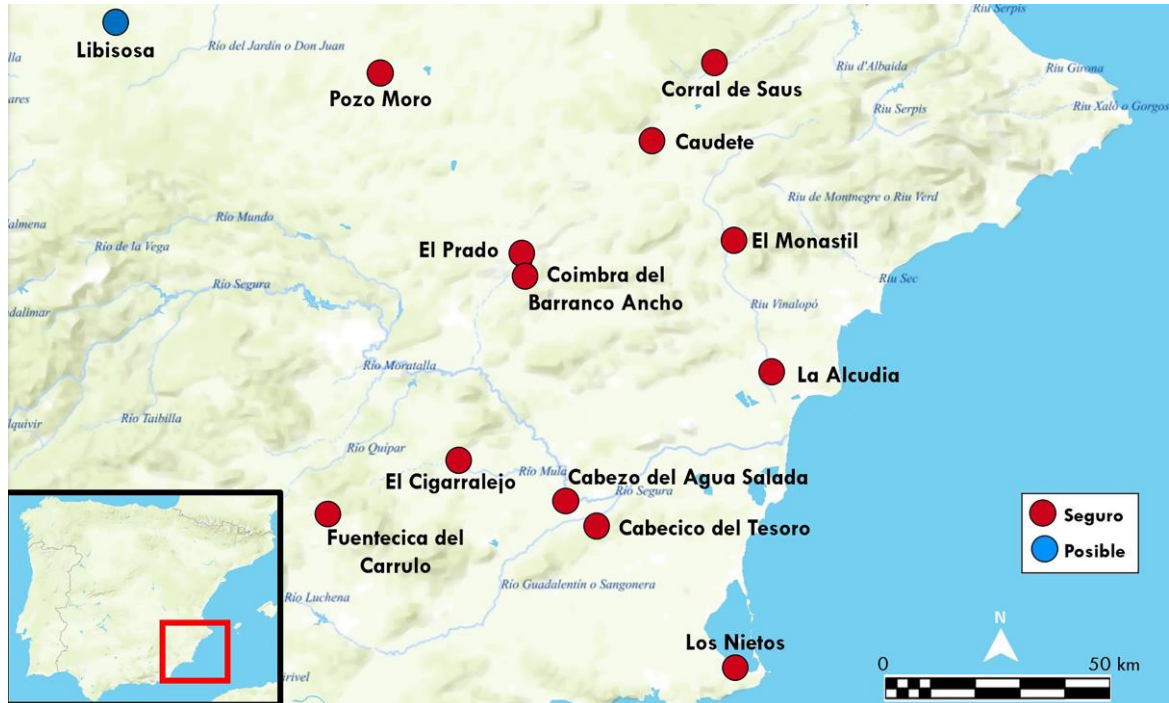 Libisosa
Río del Jardín o Don Juan
Pozo Moro
Corral de Saus
Caudete
Riu Serpis
Riu d'Albaida
Riu Girona
Riu Serpis
Riu Xaló o Gorgos
Riu de Montnegre o Riu Verd
Río Mundo
Río de la Vega
El Prado
Coimbra del
Barranco Ancho
El Monastil
Riu Sec
Río Segura
Riu Vinalopó
Río Moratalla
La Alcudia
Río Taibilla
Río Quipar
El Cigarralejo
Río Mula
Cabezo del Agua Salada
Río Segura
Cabecico del Tesoro
Fuentecica del
Carrulo
Río Guadalentín o Sangonera
Río Luchena
Los Nietos
Seguro
Posible
N
0
50 km